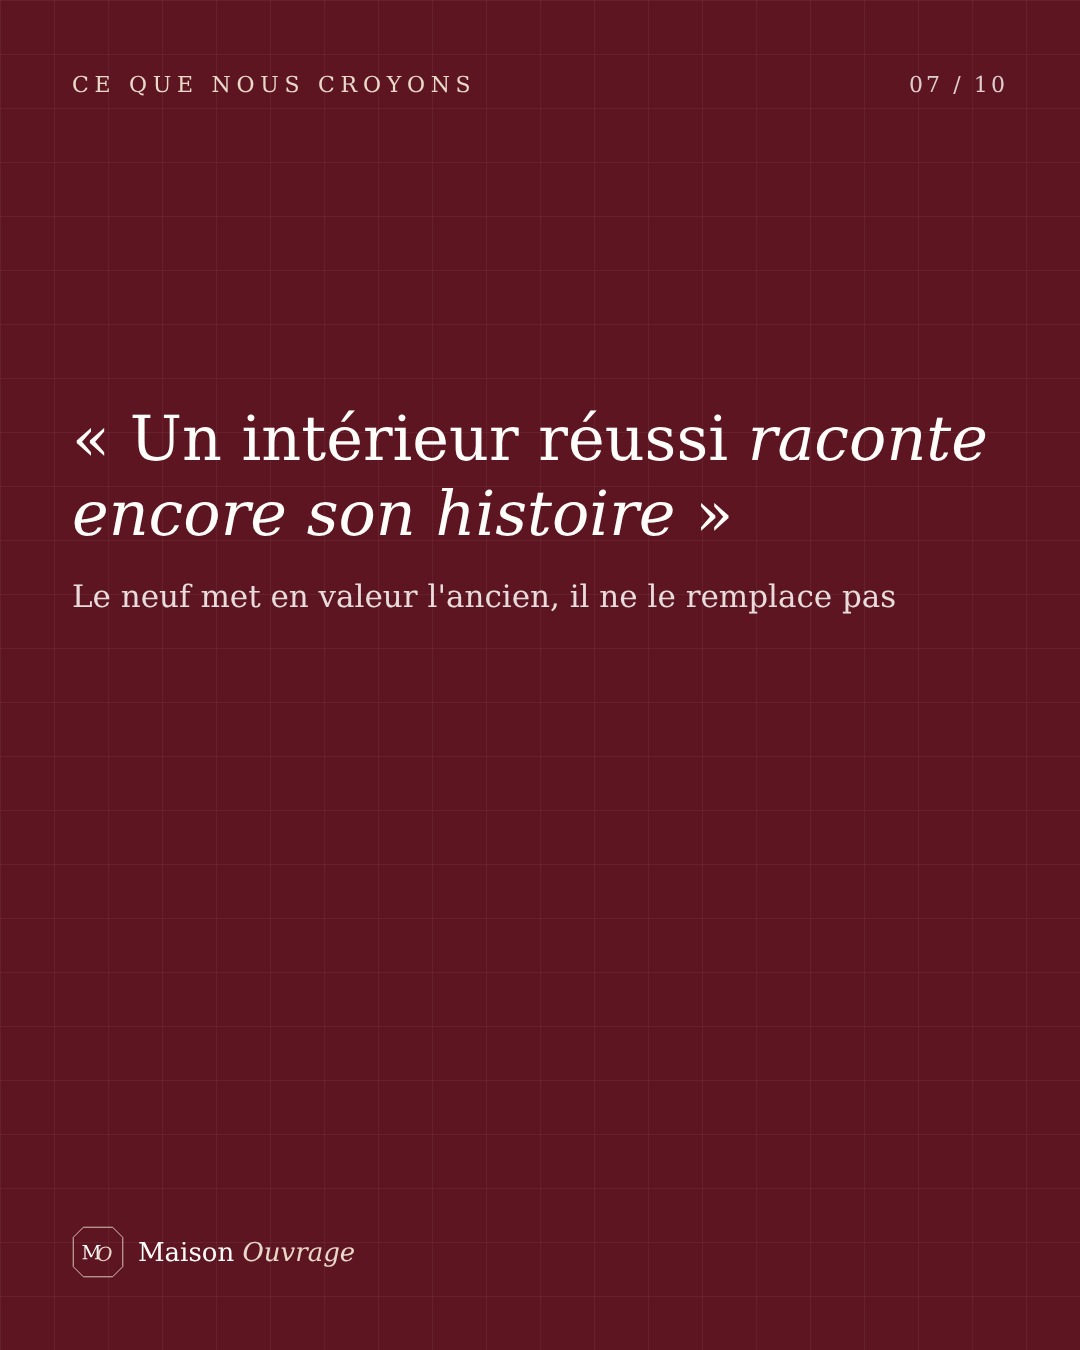 CE QUE NOUS CROYONS
07 / 10
« Un intérieur réussi raconte
encore son histoire »
Le neuf met en valeur l'ancien, il ne le remplace pas
MO
Maison Ouvrage